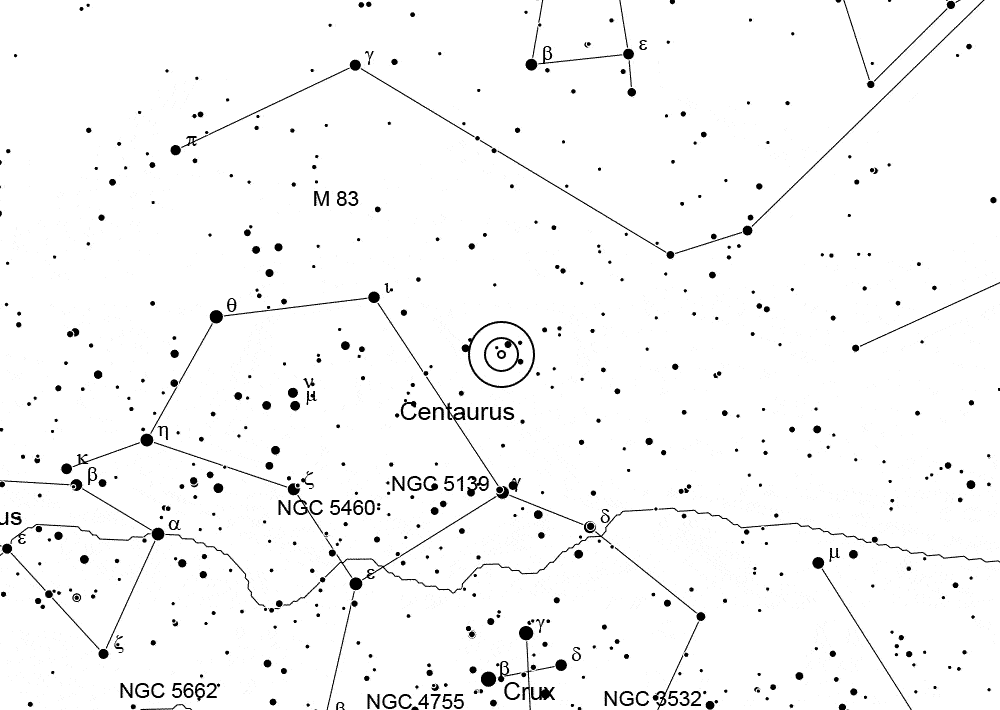 β
ε
γ
π
M 83
θ
ι
ν
μ
Centaurus
η
κ
β
ζ
NGC 5139
γ
NGC 5460
us
ε
α
δ
ε
μ
ζ
γ
β
δ
NGC 5662
β
NGC 4755
Crux
NGC 3532